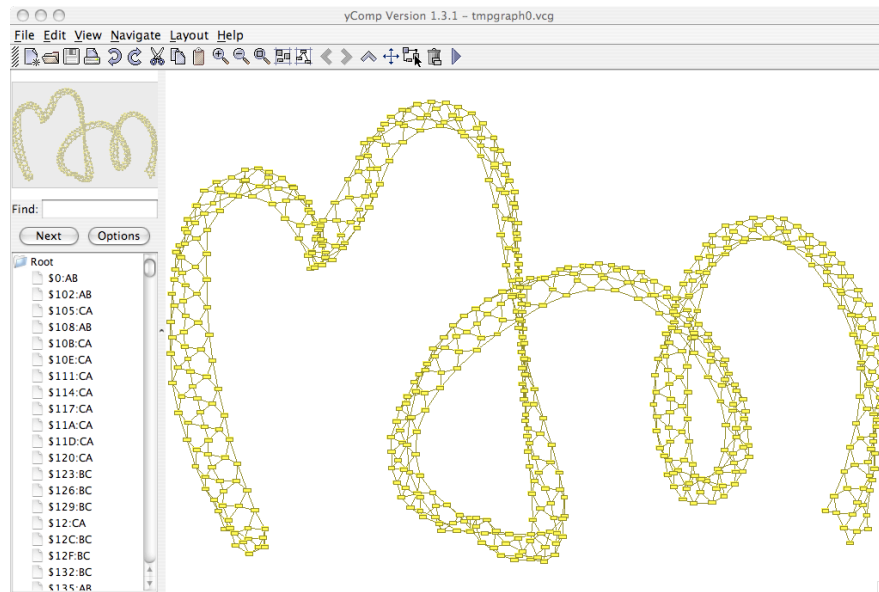 yComp Version 1.3.1 – tmpgraph0.vcg
File Edit View Navigate Layout Help
Find:
Next Options
Root
$0:AB
$102:AB
$105:CA
$108:AB
$10B:CA
$10E:CA
$111:CA
$114:CA
$117:CA
$11A:CA
$11D:CA
$120:CA
$123:BC
$126:BC
$129:BC
$12:CA
$12C:BC
$12F:BC
$132:BC
$135:AB